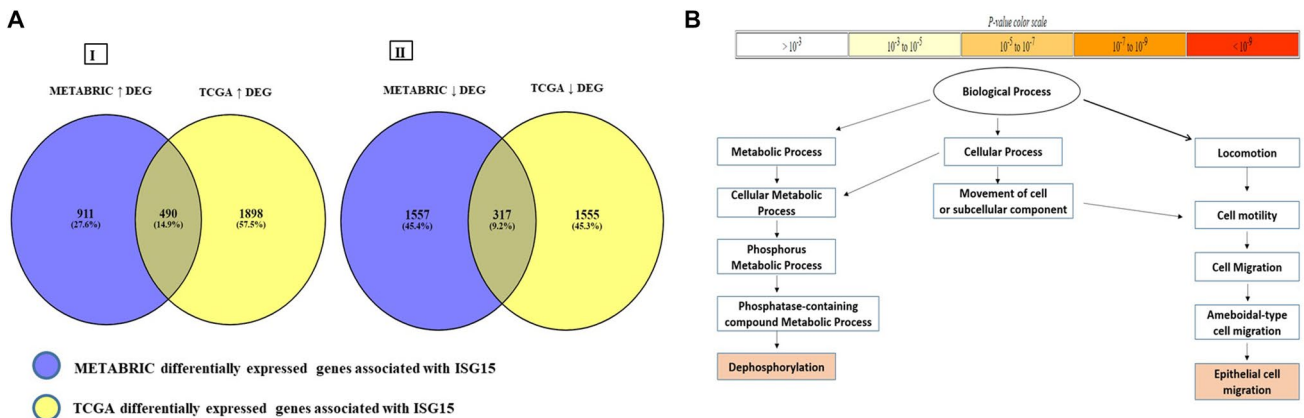 A
I
METABRIC ↑ DEG
TCGA ↑ DEG
911
(27.6%)
490
(14.9%)
1898
(57.5%)
II
METABRIC ↓ DEG
TCGA ↓ DEG
1557
(45.4%)
317
(9.2%)
1555
(45.3%)
METABRIC differentially expressed genes associated with ISG15
TCGA differentially expressed genes associated with ISG15
B
P-value color scale
> 10-3
10-3 to 10-5
10-5 to 10-7
10-7 to 10-9
< 10-9
Biological Process
Metabolic Process
Cellular Process
Locomotion
Cellular Metabolic
Process
Movement of cell
or subcellular component
Cell motility
Phosphorus
Metabolic Process
Cell Migration
Phosphatase-containing
compound Metabolic Process
Ameboidal-type
cell migration
Dephosphorylation
Epithelial cell
migration